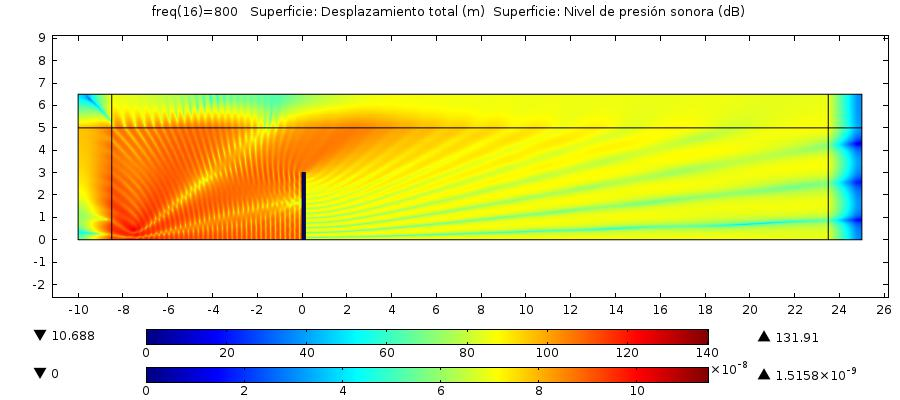 freq(16)=800 Superficie: Desplazamiento total (m) Superficie: Nivel de presión sonora (dB)
9
8
7
6
5
4
3
2
1
0
-1
-2
-10 -8 -6 -4 -2 0 2 4 6 8 10 12 14 16 18 20 22 24 26
▼ 10.688 ▲ 131.91
0 20 40 60 80 100 120 140
×10⁻⁸
▼ 0 ▲ 1.5158×10⁻⁹
0 2 4 6 8 10